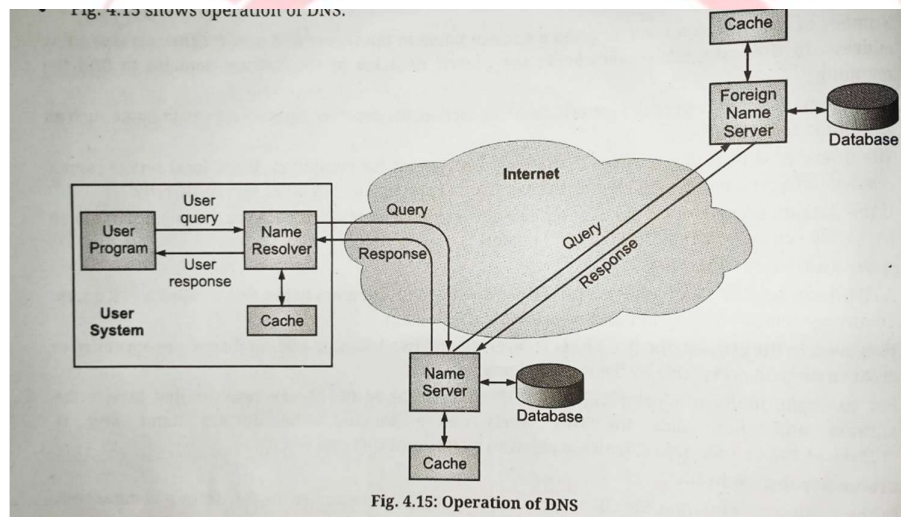 Fig. 4.15 shows operation of DNS.
Cache
Foreign
Name
Server
Database
Internet
User
query
User
Program
Name
Resolver
Query
Response
User
response
Cache
User
System
Query
Response
Name
Server
Database
Cache
Fig. 4.15: Operation of DNS